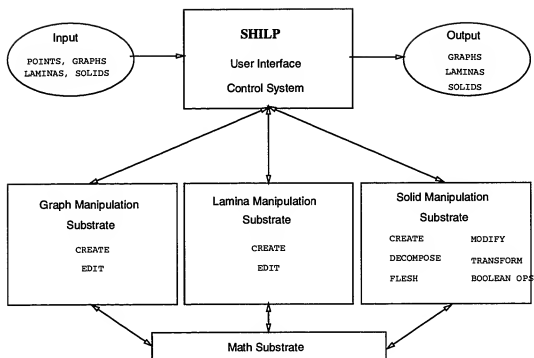 Input
POINTS, GRAPHS
LAMINAS, SOLIDS
SHILP
User Interface
Control System
Output
GRAPHS
LAMINAS
SOLIDS
Graph Manipulation
Substrate
CREATE
EDIT
Lamina Manipulation
Substrate
CREATE
EDIT
Solid Manipulation
Substrate
CREATE MODIFY
DECOMPOSE TRANSFORM
FLESH BOOLEAN OPS
Math Substrate